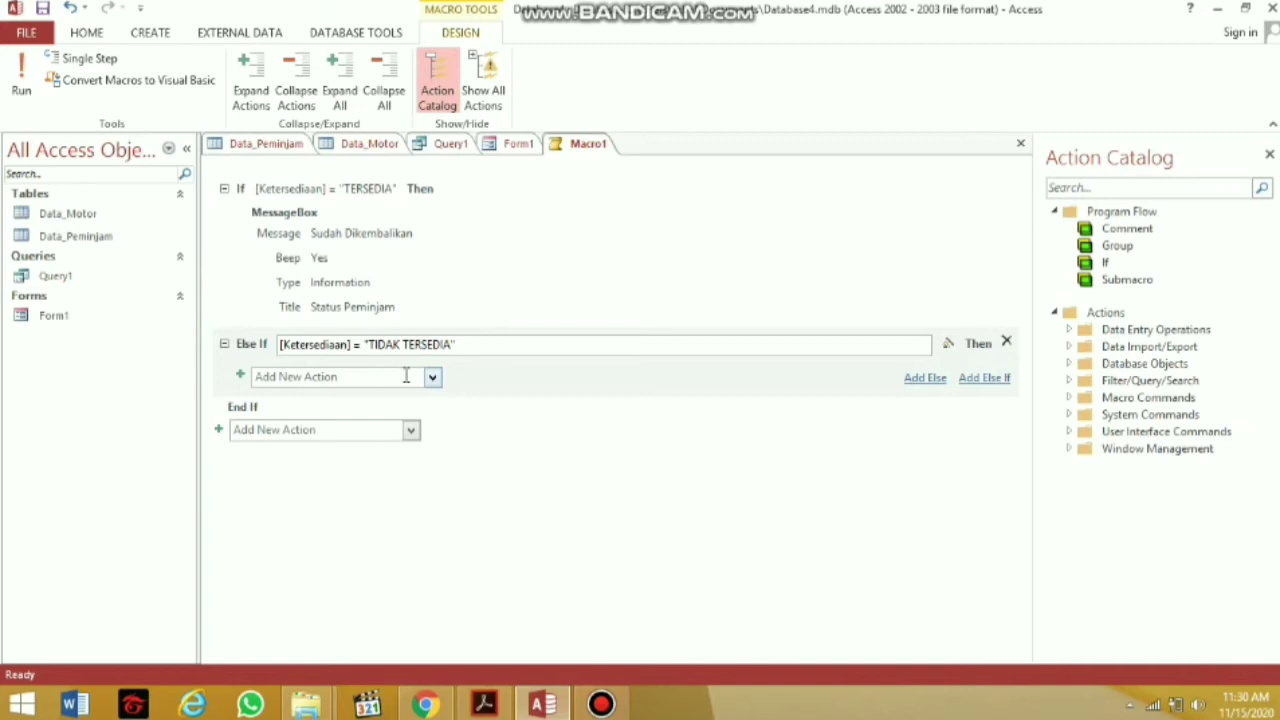 MACRO TOOLS
www.BANDICAM.com
\Database4.mdb (Access 2002 - 2003 file format) - Access
FILE HOME CREATE EXTERNAL DATA DATABASE TOOLS DESIGN Sign in
Run
Single Step
Convert Macros to Visual Basic
Expand Actions
Collapse Actions
Expand All
Collapse All
Action Catalog
Show All Actions
Tools Collapse/Expand Show/Hide
All Access Obje...
Search..
Tables
Data_Motor
Data_Peminjam
Queries
Query1
Forms
Form1
Data_Peminjam Data_Motor Query1 Form1 Macro1
If [Ketersediaan] = "TERSEDIA" Then
MessageBox
Message Sudah Dikembalikan
Beep Yes
Type Information
Title Status Peminjam
Else If [Ketersediaan] = "TIDAK TERSEDIA" Then
Add New Action Add Else Add Else If
End If
Add New Action
Action Catalog
Search...
Program Flow
Comment
Group
If
Submacro
Actions
Data Entry Operations
Data Import/Export
Database Objects
Filter/Query/Search
Macro Commands
System Commands
User Interface Commands
Window Management
Ready
321
11:30 AM
11/15/2020